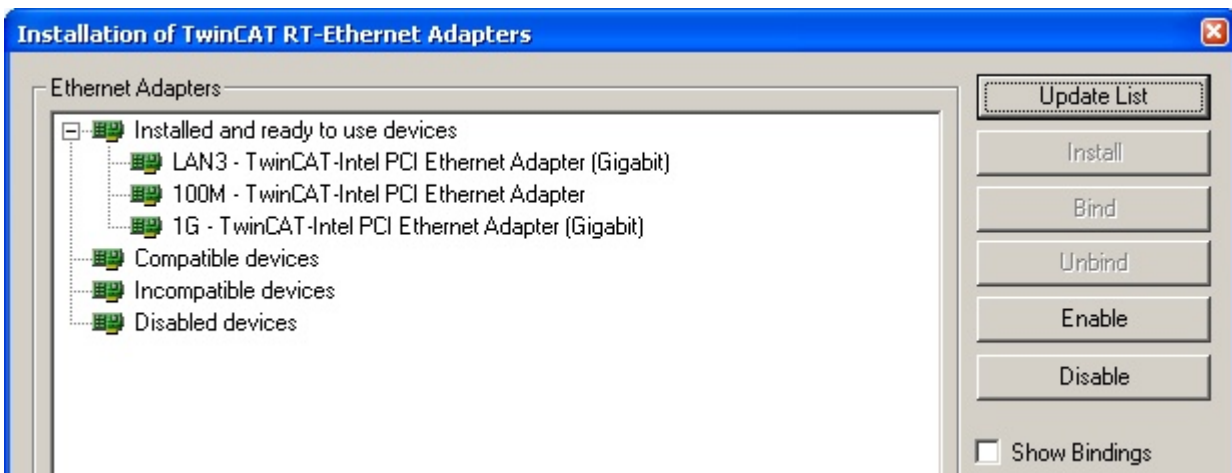 Installation of TwinCAT RT-Ethernet Adapters
Ethernet Adapters
Installed and ready to use devices
LAN3 - TwinCAT-Intel PCI Ethernet Adapter (Gigabit)
100M - TwinCAT-Intel PCI Ethernet Adapter
1G - TwinCAT-Intel PCI Ethernet Adapter (Gigabit)
Compatible devices
Incompatible devices
Disabled devices
Update List
Install
Bind
Unbind
Enable
Disable
Show Bindings